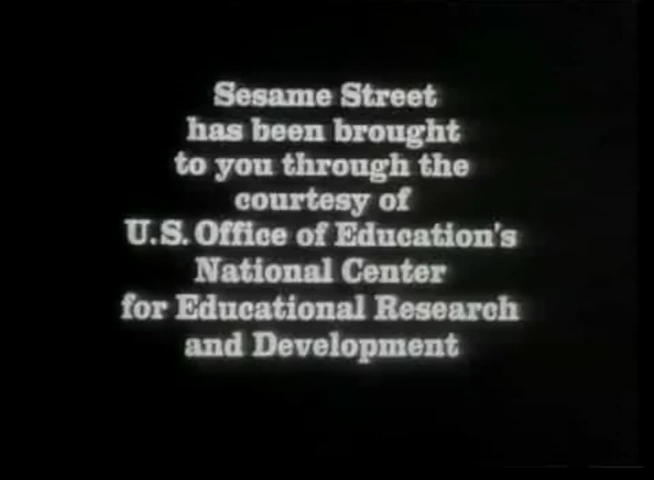 Sesame Street
has been brought
to you through the
courtesy of
U.S. Office of Education's
National Center
for Educational Research
and Development